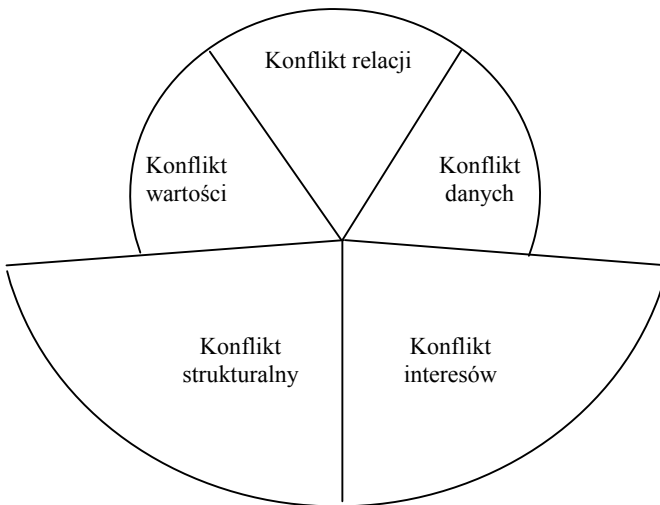 Konflikt relacji
Konflikt
wartości
Konflikt
danych
Konflikt
strukturalny
Konflikt
interesów